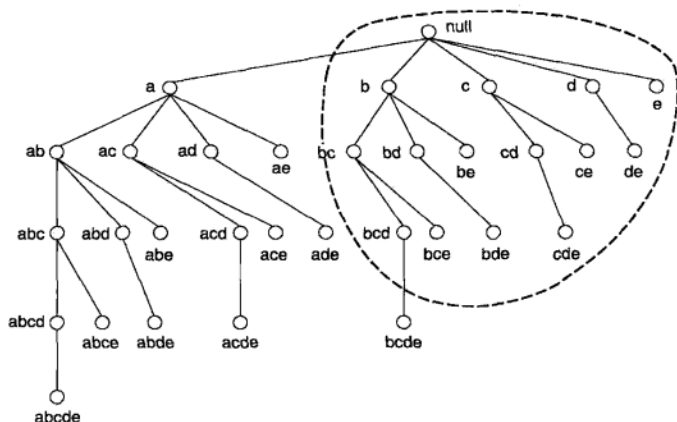 null
a b c d e
ab ac ad ae bc bd be cd ce de
abc abd abe acd ace ade bcd bce bde cde
abcd abce abde acde bcde
abcde